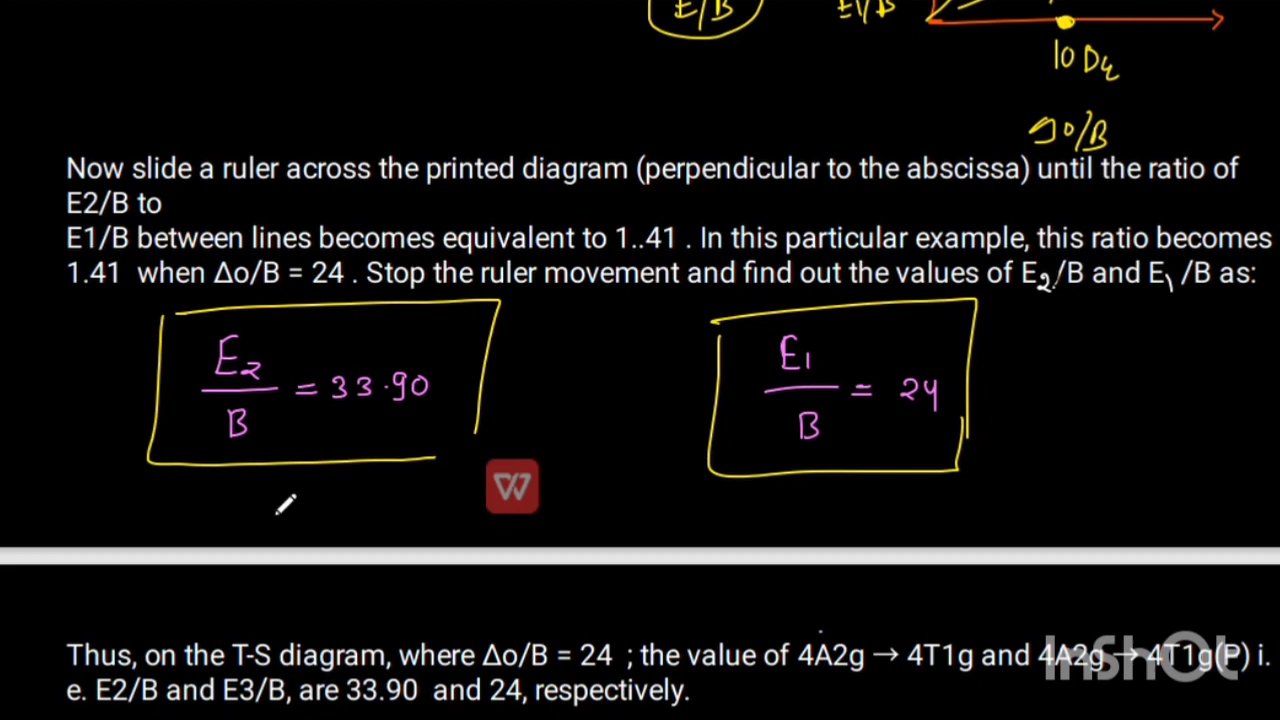 E/B
E1/B
10 Dq
Δo/B
Now slide a ruler across the printed diagram (perpendicular to the abscissa) until the ratio of
E2/B to
E1/B between lines becomes equivalent to 1..41 . In this particular example, this ratio becomes
1.41 when Δo/B = 24 . Stop the ruler movement and find out the values of E2/B and E1 /B as:
E2/B = 33.90
E1/B = 24
Thus, on the T-S diagram, where Δo/B = 24 ; the value of 4A2g → 4T1g and 4A2g → 4T1g(P) i.
e. E2/B and E3/B, are 33.90 and 24, respectively.
InShOt